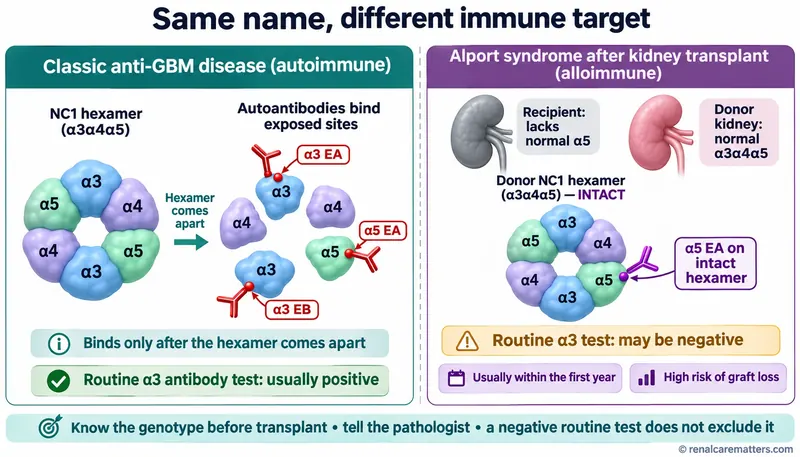 Same name, different immune target
Classic anti-GBM disease (autoimmune)
NC1 hexamer
(α3α4α5)
α3
α5
α4
α4
α5
α3
Hexamer
comes
apart
Autoantibodies bind
exposed sites
α3 EA
α3
α4
α4
α5 EA
α5
α3
α3 EB
Binds only after the hexamer comes apart
Routine α3 antibody test: usually positive
Alport syndrome after kidney transplant
(alloimmune)
Recipient:
lacks
normal α5
Donor
kidney:
normal
α3α4α5
Donor NC1 hexamer
(α3α4α5) — INTACT
α3
α5
α4
α4
α5
α3
α5 EA on
intact
hexamer
Routine α3 test: may be negative
Usually within the first year
High risk of graft loss
Know the genotype before transplant • tell the pathologist • a negative routine test does not exclude it
© renalcarematters.com